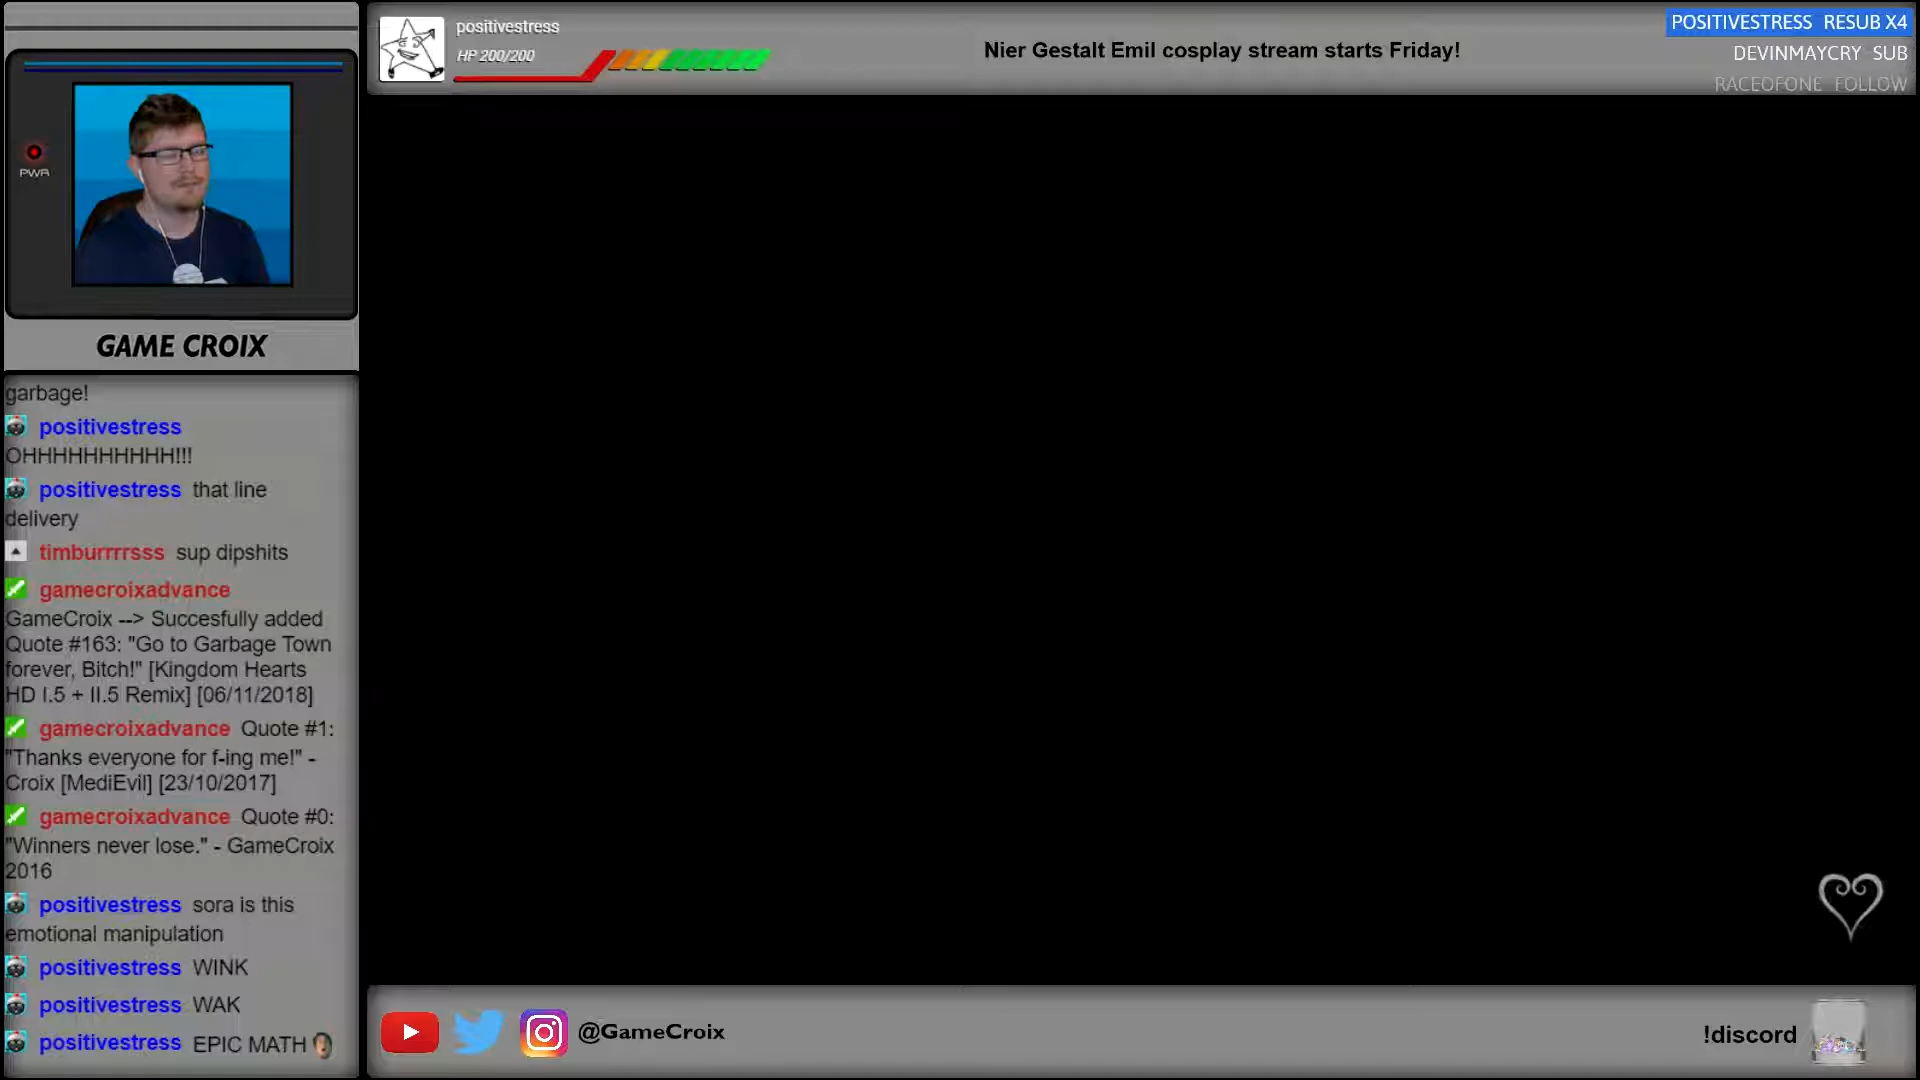 positivestress
HP 200/200
Nier Gestalt Emil cosplay stream starts Friday!
POSITIVESTRESS RESUB X4
DEVINMAYCRY SUB
RACEOFONE FOLLOW
PWR
GAME CROIX
garbage!
positivestress
OHHHHHHHHHH!!!
positivestress that line
delivery
timburrrrsss sup dipshits
gamecroixadvance
GameCroix --> Succesfully added
Quote #163: "Go to Garbage Town
forever, Bitch!" [Kingdom Hearts
HD I.5 + II.5 Remix] [06/11/2018]
gamecroixadvance Quote #1:
"Thanks everyone for f-ing me!" -
Croix [MediEvil] [23/10/2017]
gamecroixadvance Quote #0:
"Winners never lose." - GameCroix
2016
positivestress sora is this
emotional manipulation
positivestress WINK
positivestress WAK
positivestress EPIC MATH
@GameCroix
!discord